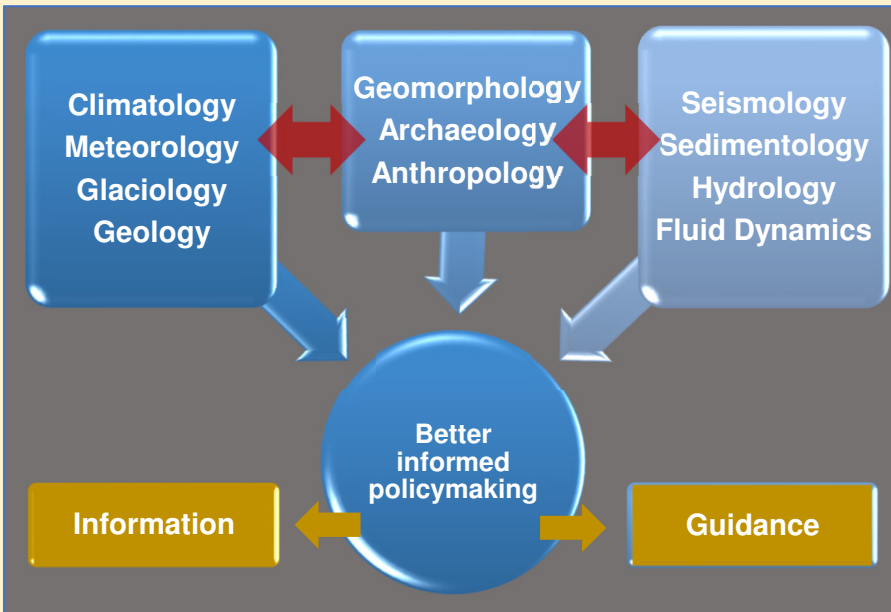 Climatology
Meteorology
Glaciology
Geology
Geomorphology
Archaeology
Anthropology
Seismology
Sedimentology
Hydrology
Fluid Dynamics
Better
informed
policymaking
Information
Guidance